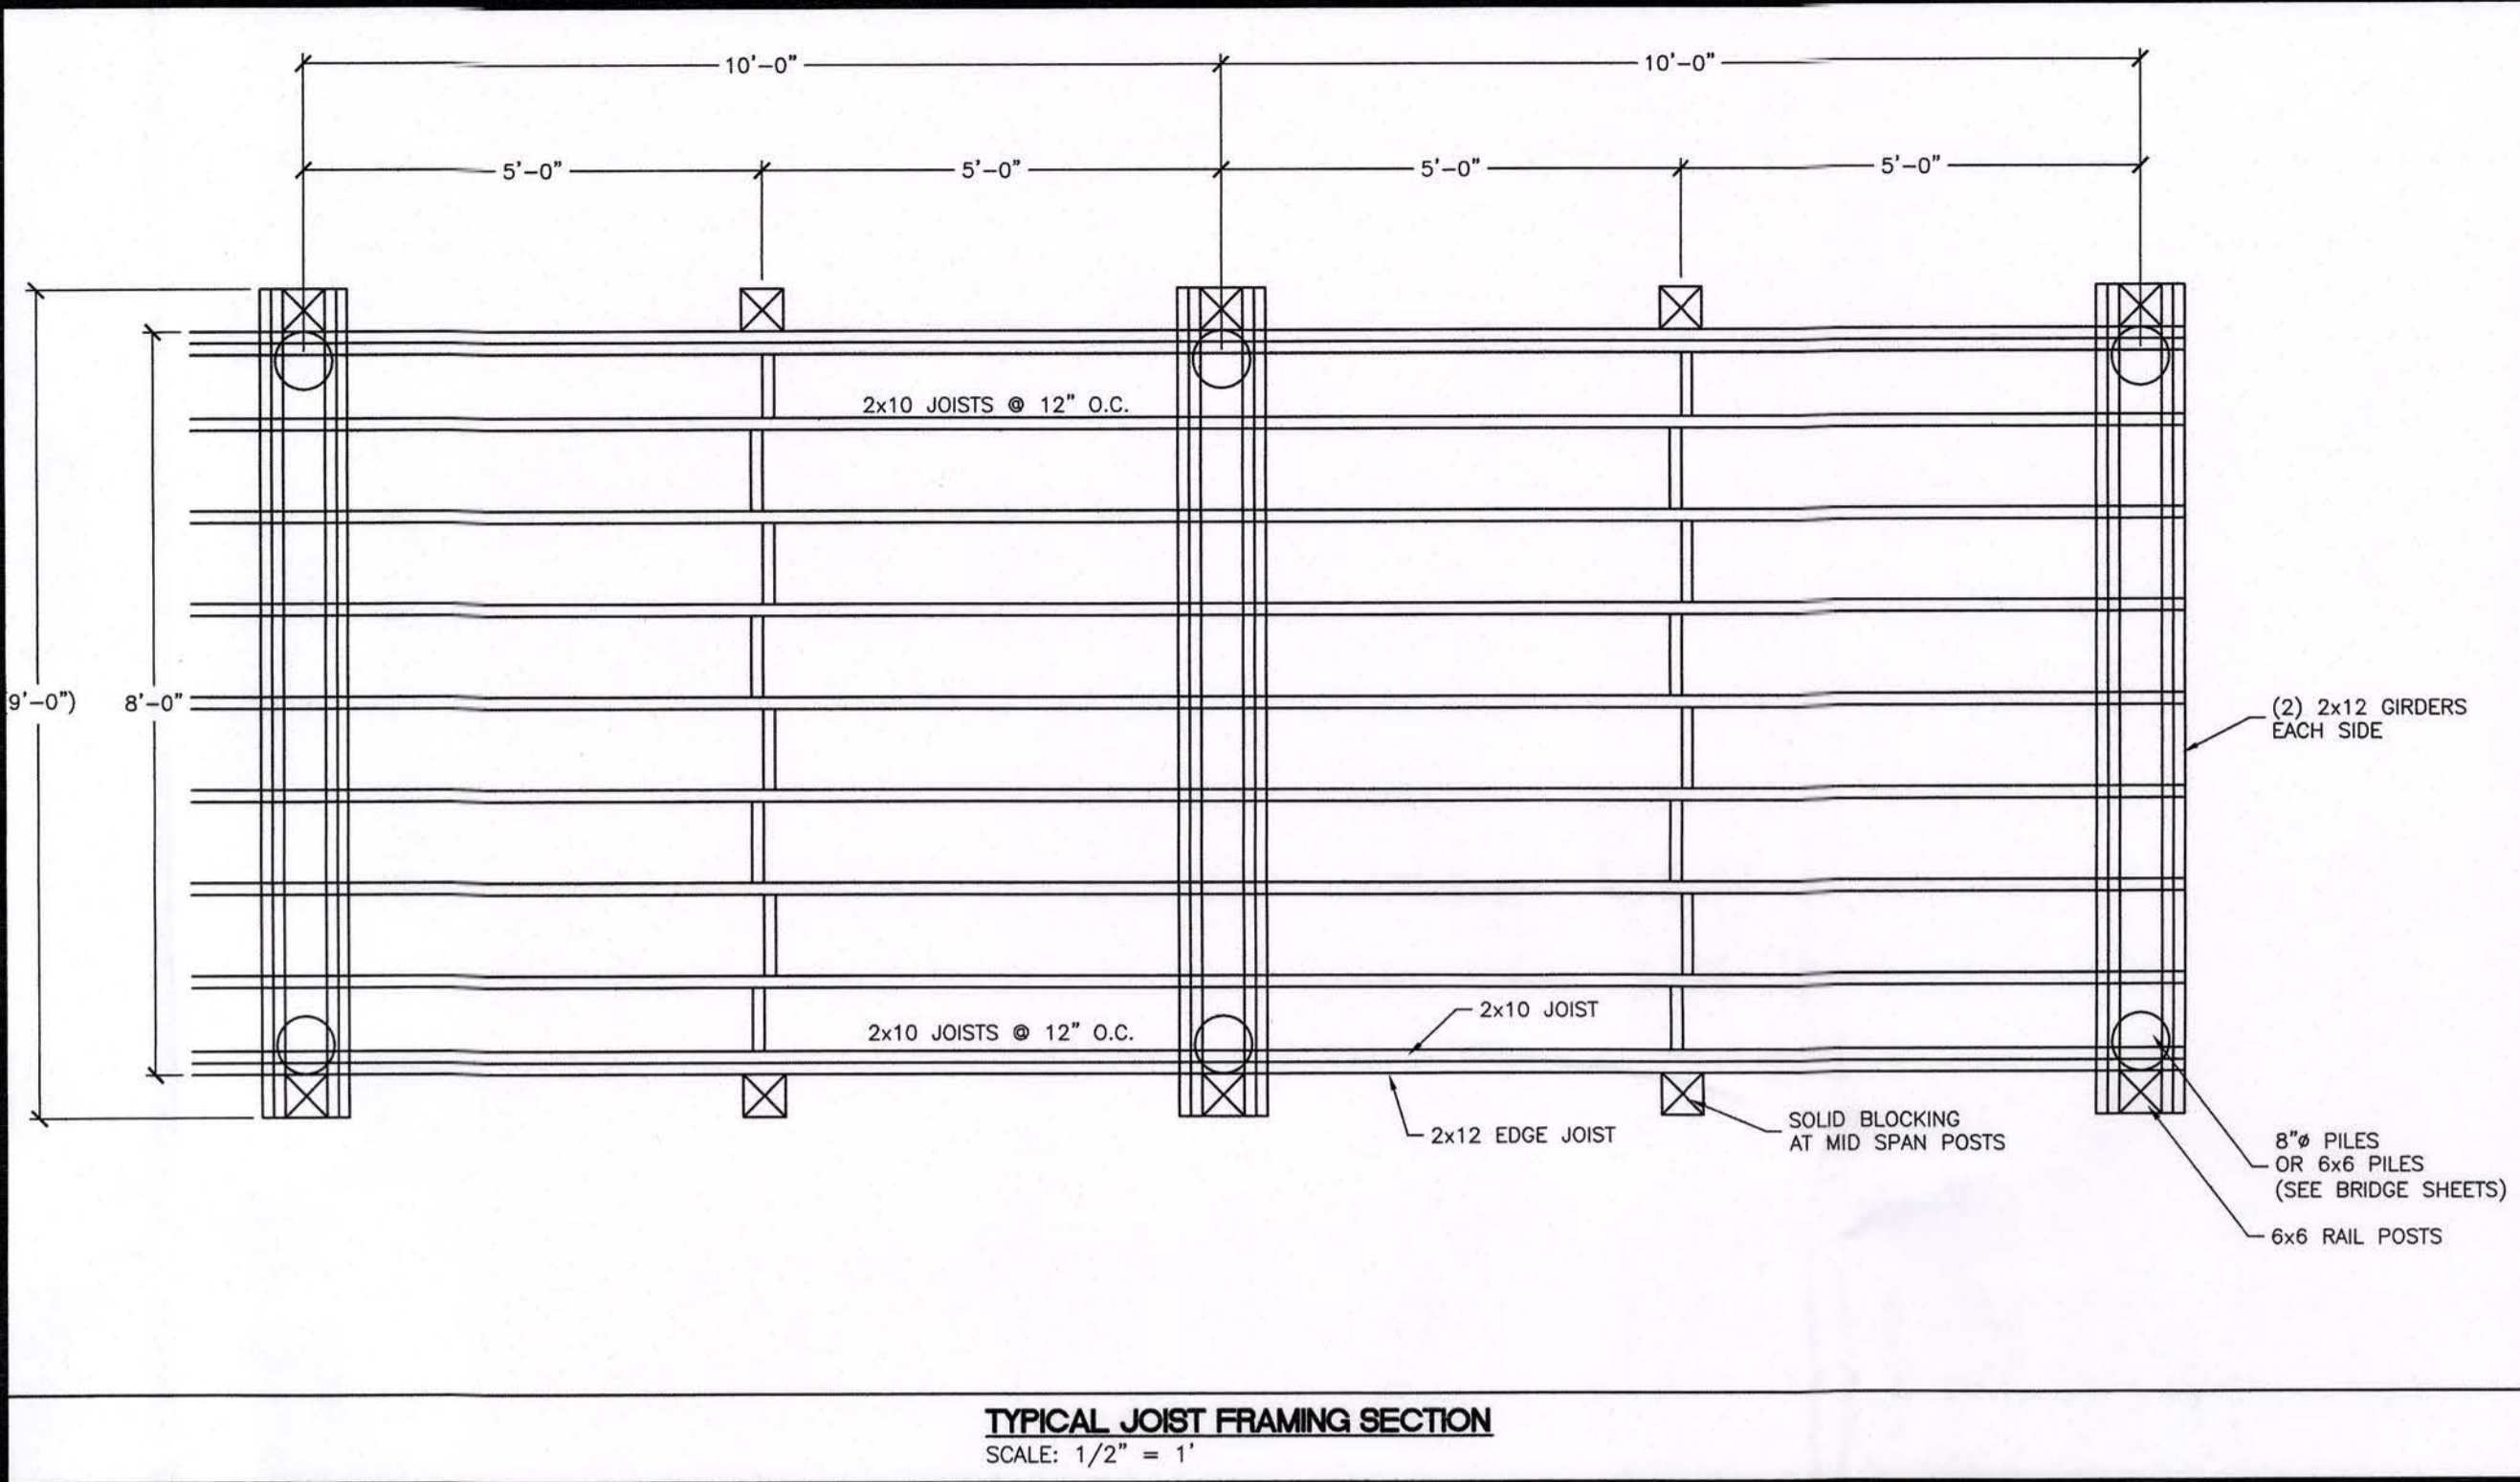 10'-0"
10'-0"
5'-0"
5'-0"
5'-0"
5'-0"
2x10 JOISTS @ 12" O.C.
9'-0")
8'-0"
(2) 2x12 GIRDERS
EACH SIDE
2x10 JOIST
2x10 JOISTS @ 12" O.C.
2x12 EDGE JOIST
SOLID BLOCKING
AT MID SPAN POSTS
8"ø PILES
OR 6x6 PILES
(SEE BRIDGE SHEETS)
6x6 RAIL POSTS
TYPICAL JOIST FRAMING SECTION
SCALE: 1/2" = 1'